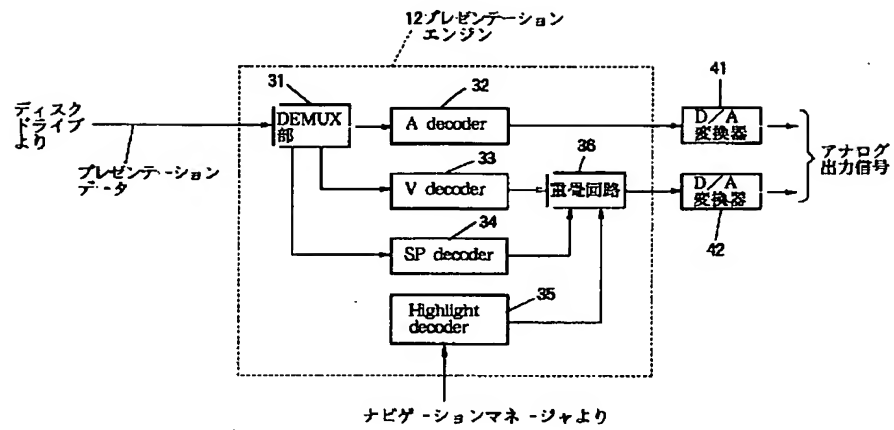 12プレゼンテーション
エンジン
31
32
41
ディスク
ドライブ
より
DEMUX
部
A decoder
D/A
変換器
33
36
アナログ
出力信号
プレゼンテーション
データ
V decoder
重畳回路
D/A
変換器
34
42
SP decoder
35
Highlight
decoder
ナビゲーションマネージャより